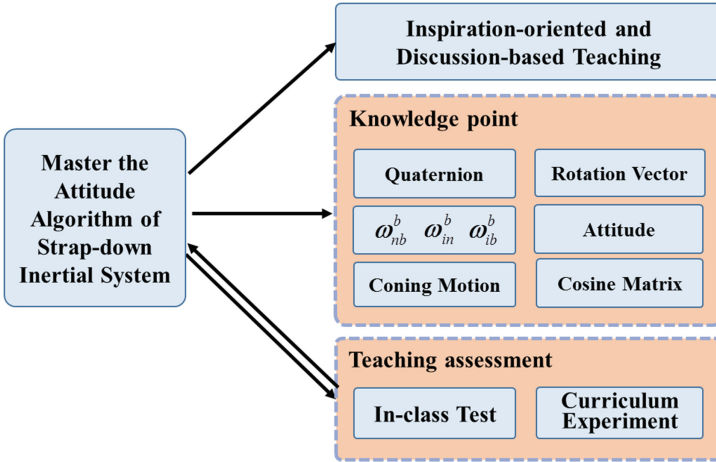 Inspiration-oriented and
Discussion-based Teaching
Master the
Attitude
Algorithm of
Strap-down
Inertial System
Knowledge point
Quaternion
Rotation Vector
ω^b_nb ω^b_in ω^b_ib
Attitude
Coning Motion
Cosine Matrix
Teaching assessment
In-class Test
Curriculum
Experiment